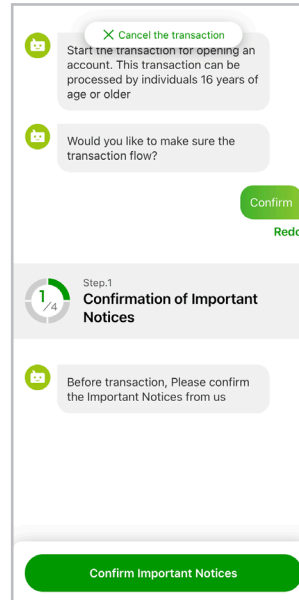 Cancel the transaction
Start the transaction for opening an
account. This transaction can be
processed by individuals 16 years of
age or older
Would you like to make sure the
transaction flow?
Confirm
1/4
Step.1
Confirmation of Important
Notices
Before transaction, Please confirm
the Important Notices from us
Confirm Important Notices